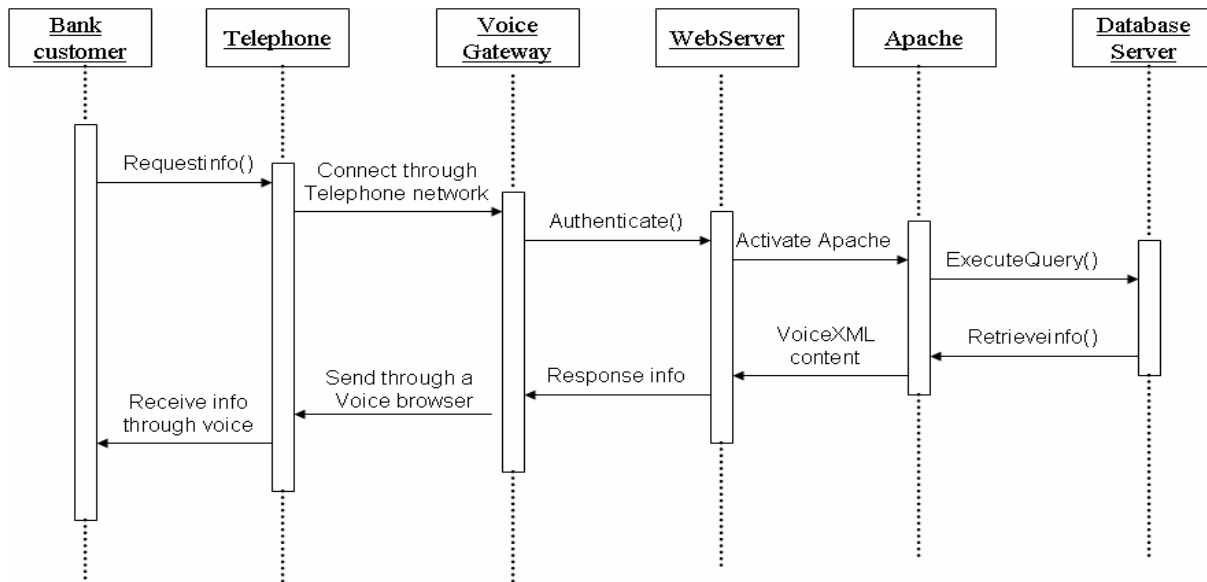 Bank
customer
Telephone
Voice
Gateway
WebServer
Apache
Database
Server
Requestinfo()
Connect through
Telephone network
Authenticate()
Activate Apache
ExecuteQuery()
Retrieveinfo()
VoiceXML
content
Response info
Send through a
Voice browser
Receive info
through voice